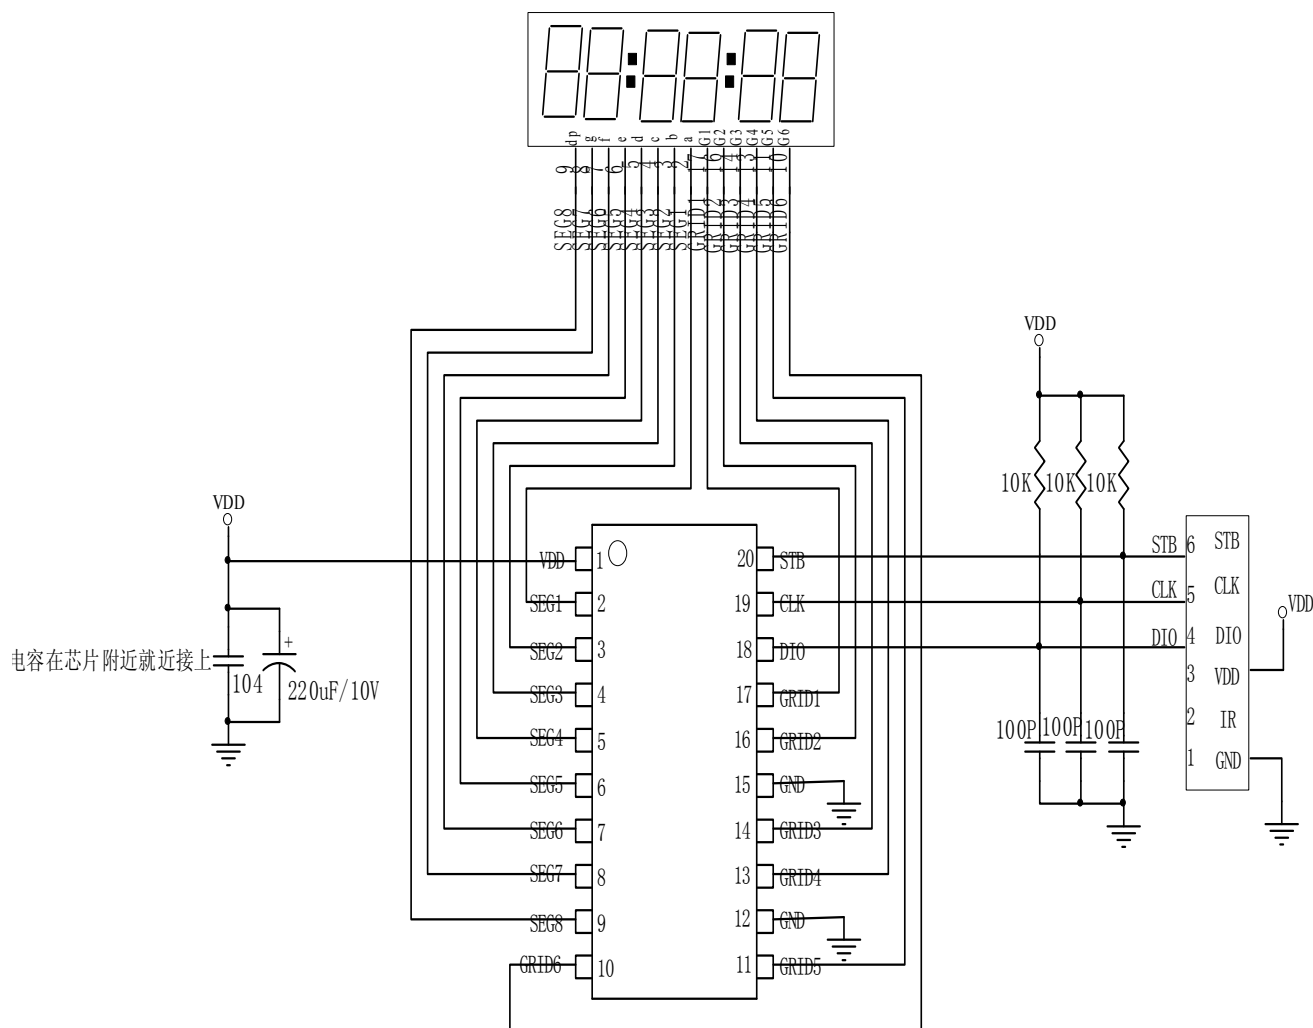 dp g f e d c b a G1 G2 G3 G4 G5 G6
9 8 7 6 5 4 3 2 17 16 14 13 11 10
SEG8 SEG7 SEG6 SEG5 SEG4 SEG3 SEG2 SEG1 GRID1 GRID2 GRID3 GRID4 GRID5 GRID6
VDD
10K 10K 10K
VDD
VDD 1 20 STB
STB 6 STB
SEG1 2 19 CLK
CLK 5 CLK
VDD
SEG2 3 18 DIO
DIO 4 DIO
电容在芯片附近就近接上
+
104
220uF/10V
3 VDD
SEG3 4 17 GRID1
2 IR
100P 100P 100P
SEG4 5 16 GRID2
1 GND
SEG5 6 15 GND
SEG6 7 14 GRID3
SEG7 8 13 GRID4
SEG8 9 12 GND
GRID6 10 11 GRID5